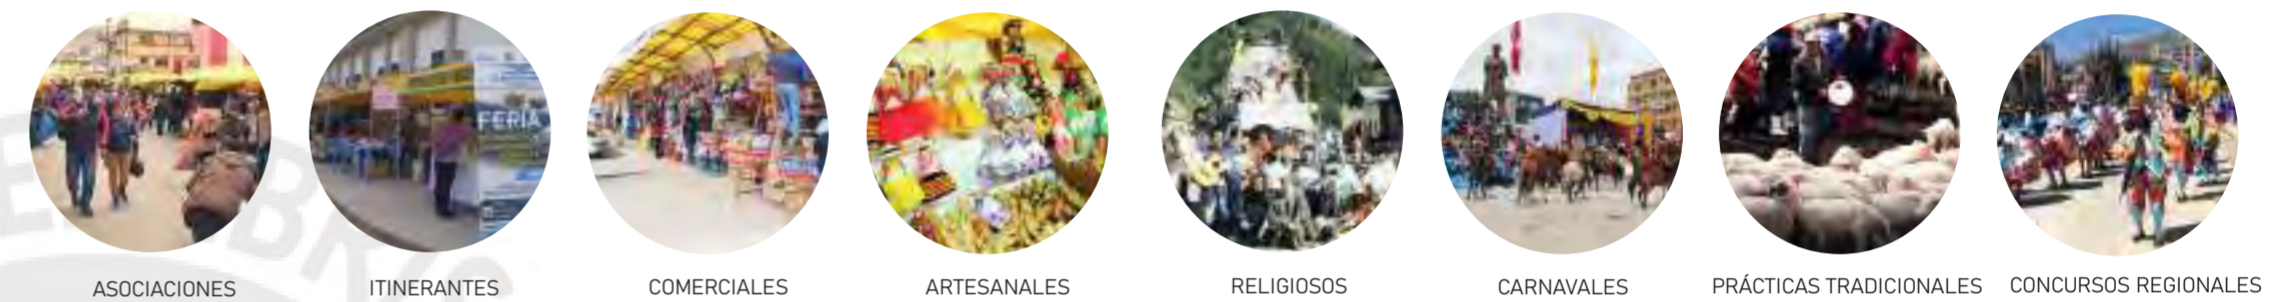 FERIA
ASOCIACIONES
ITINERANTES
COMERCIALES
ARTESANALES
RELIGIOSOS
CARNAVALES
PRÁCTICAS TRADICIONALES
CONCURSOS REGIONALES